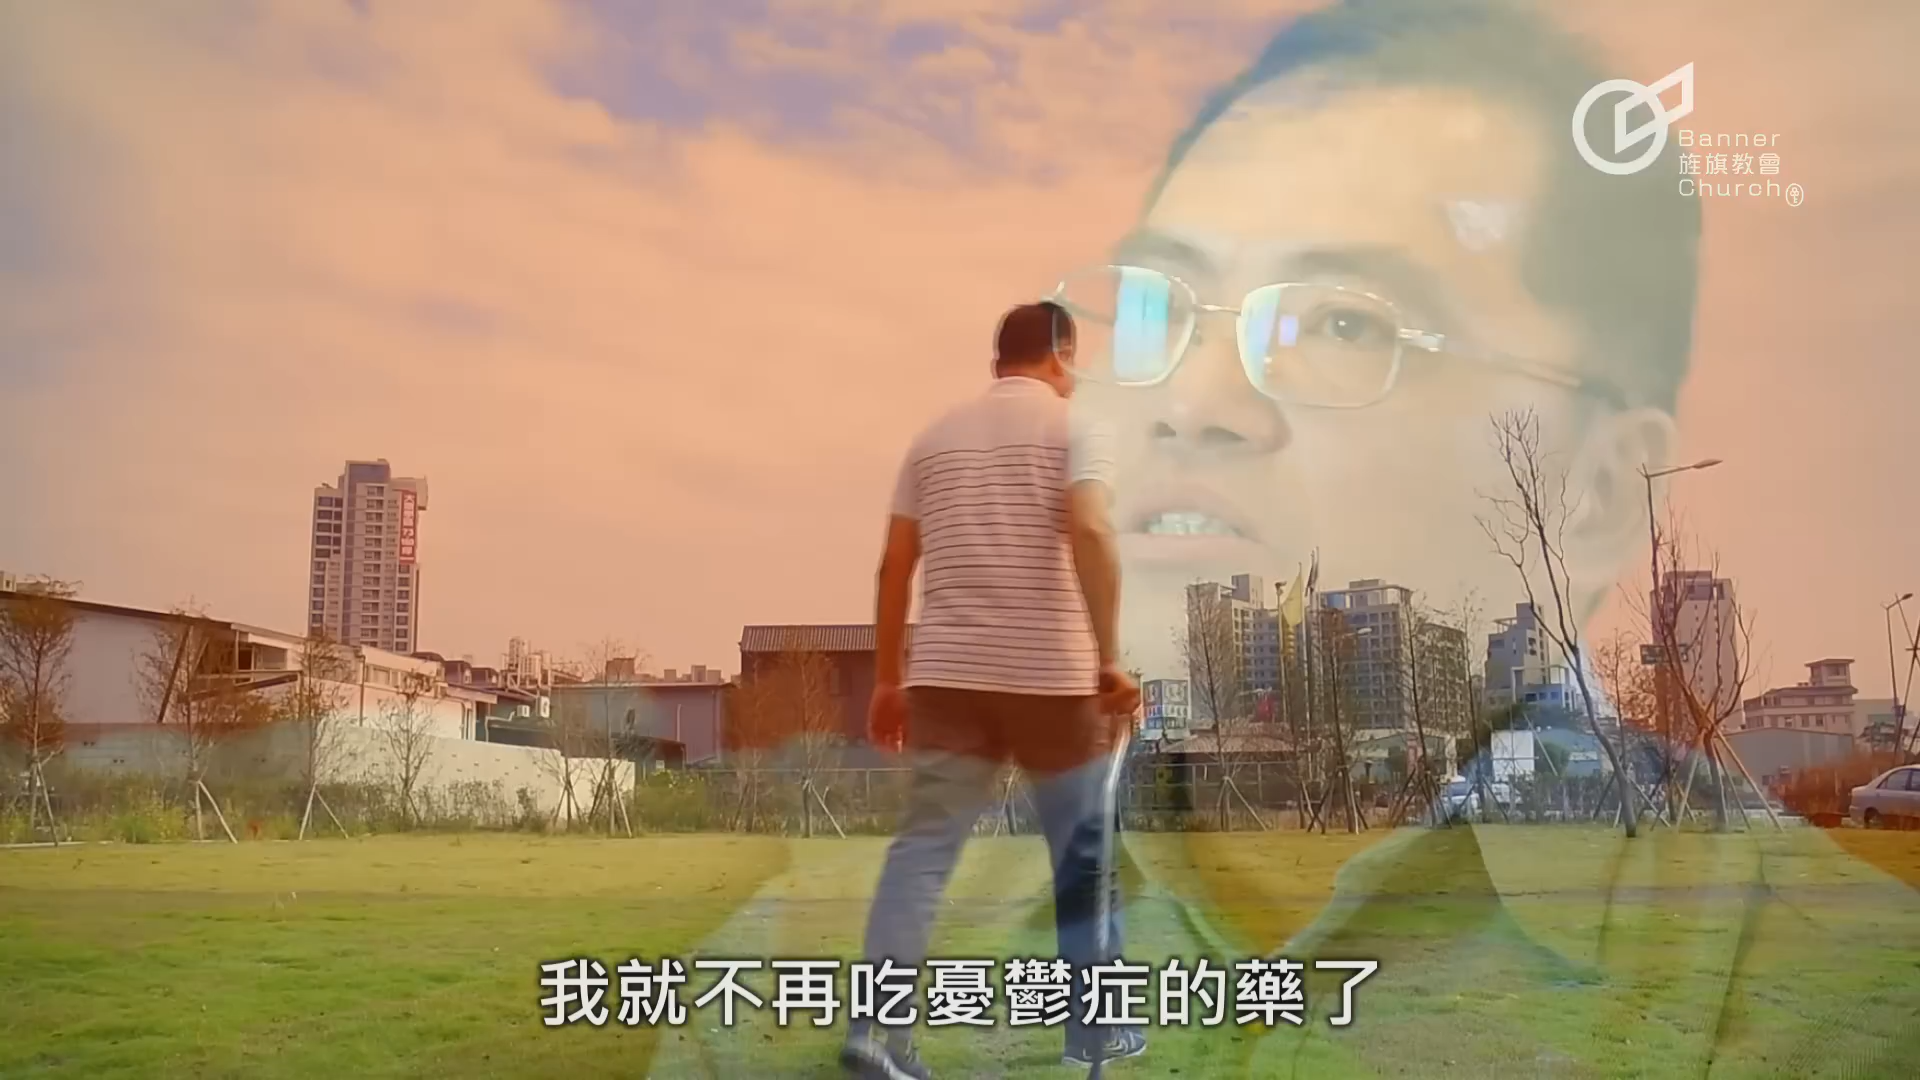 Banner
旌旗教會
Church
我就不再吃憂鬱症的藥了